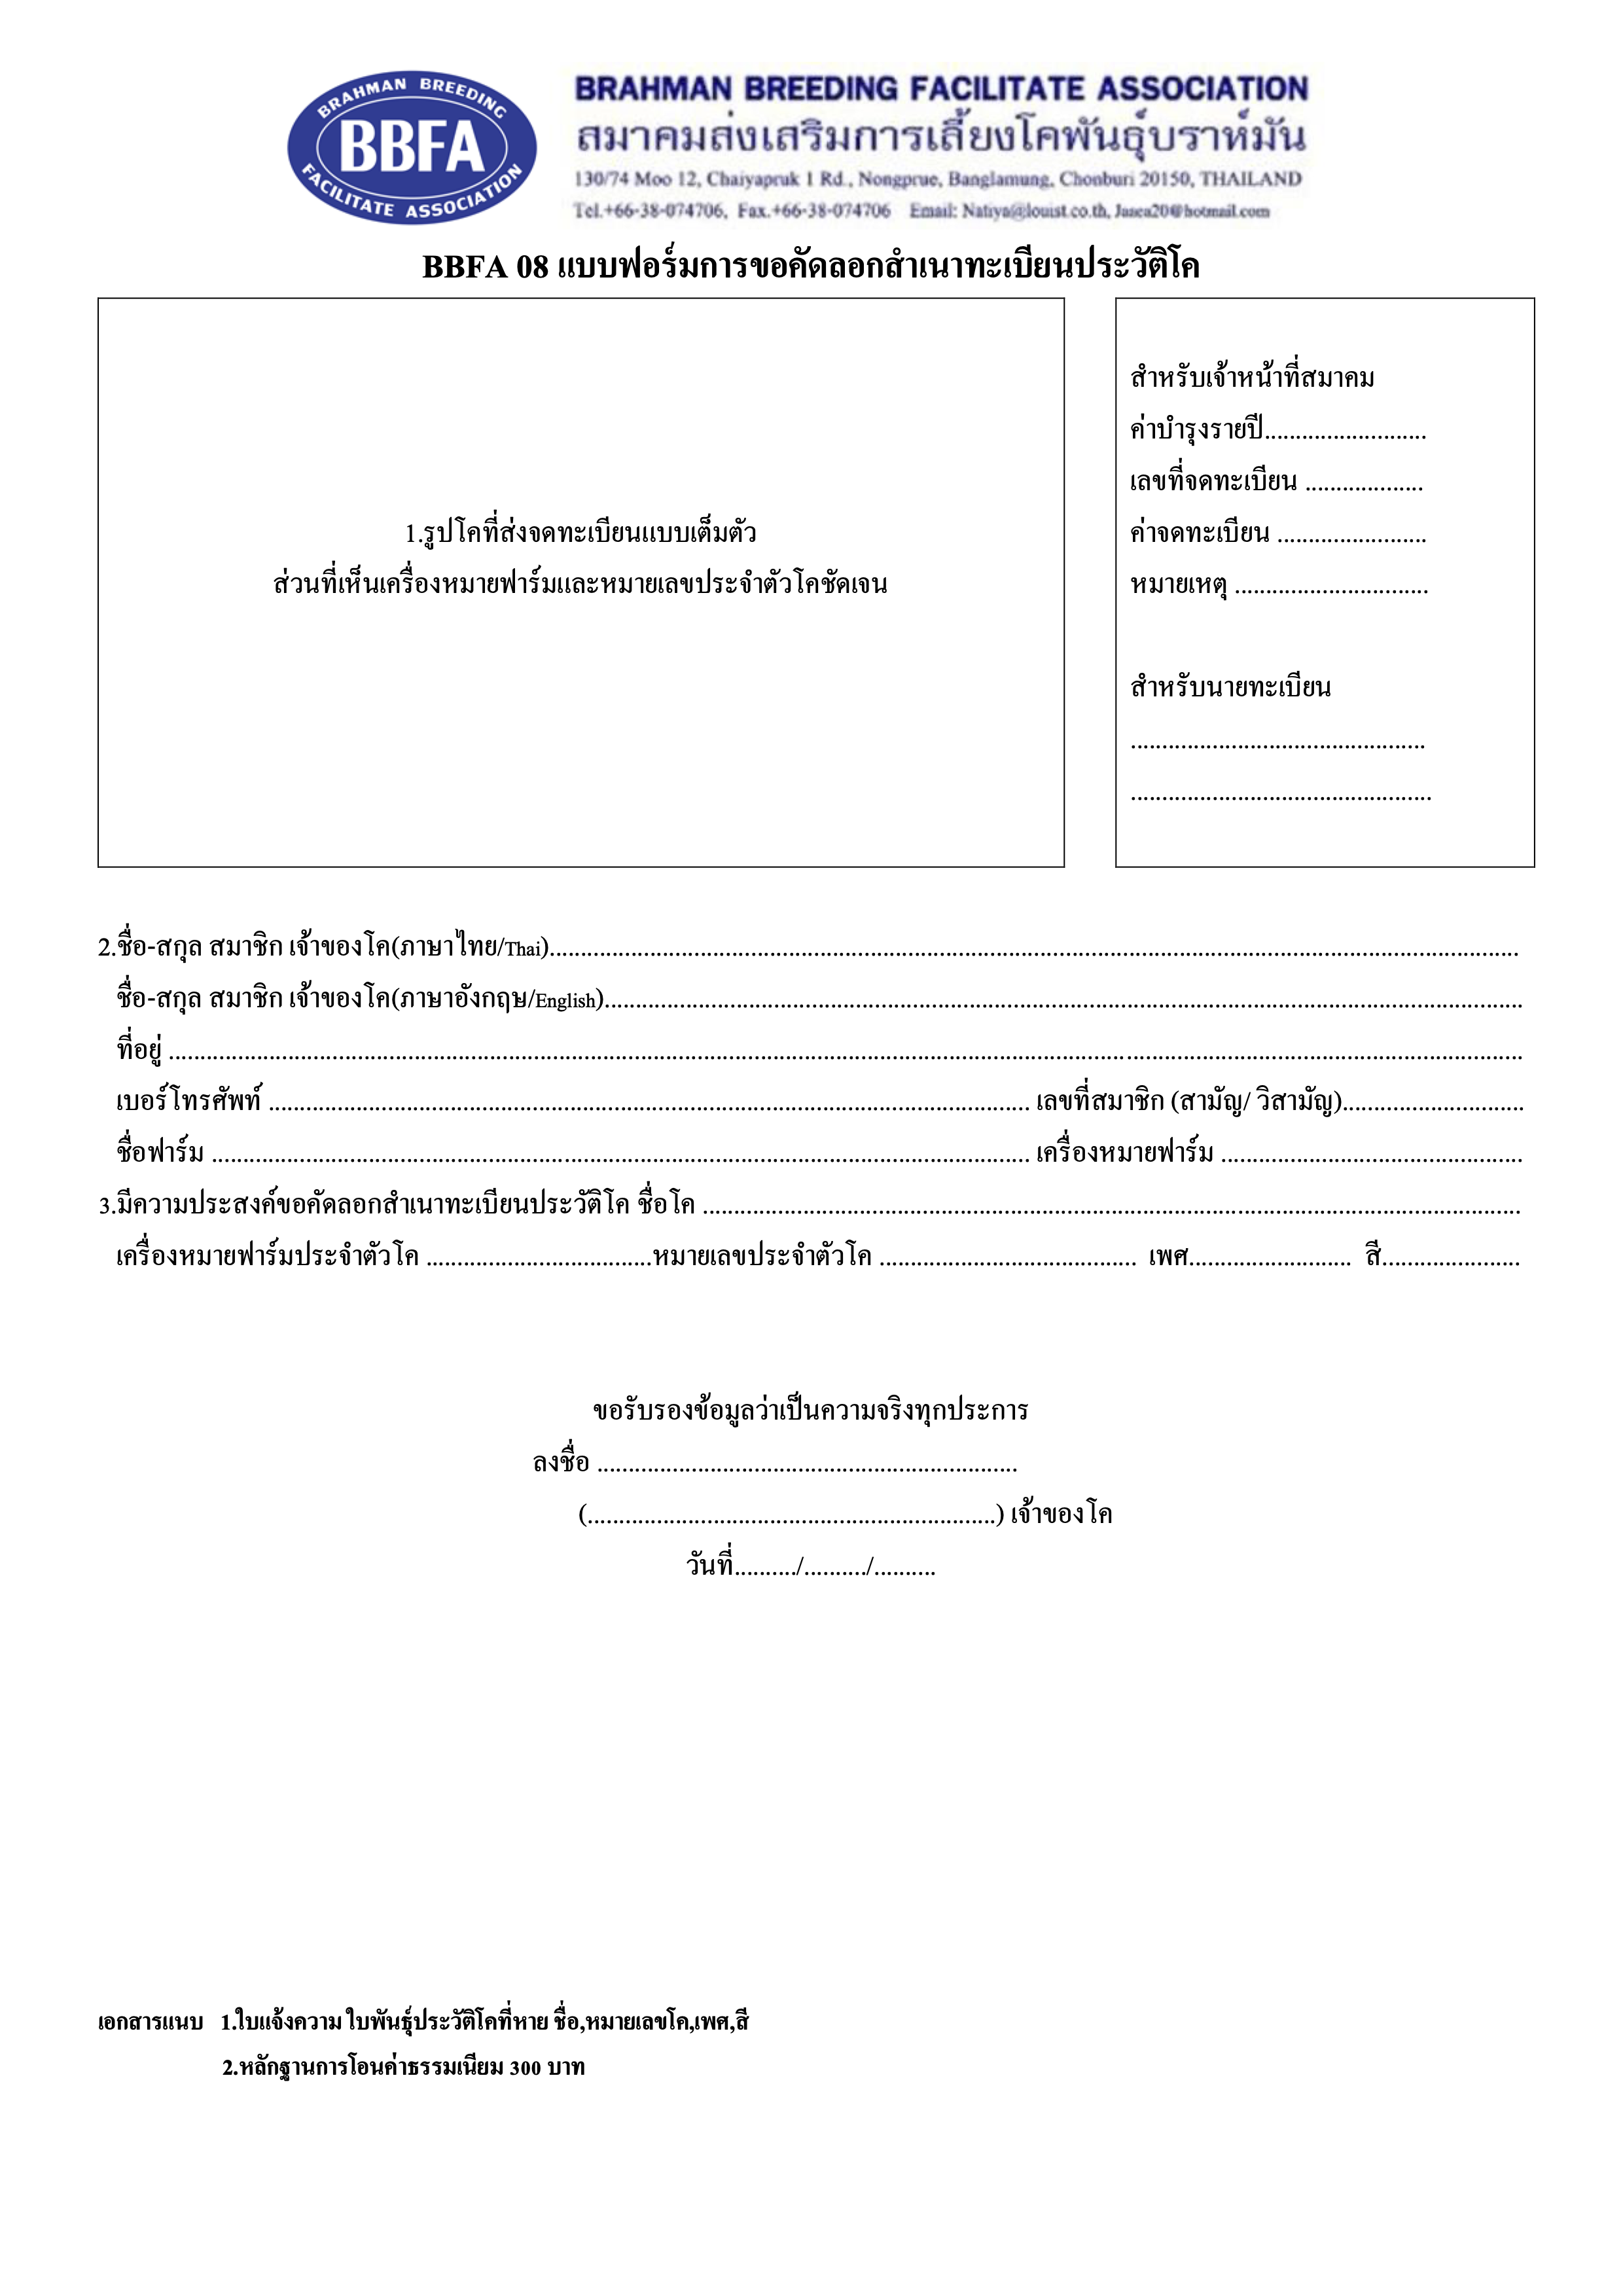 BRAHMAN BREEDING
BBFA
FACILITATE ASSOCIATION
BRAHMAN BREEDING FACILITATE ASSOCIATION
สมาคมส่งเสริมการเลี้ยงโคพันธุ์บราห์มัน
130/74 Moo 12, Chaiyapruk 1 Rd., Nongprue, Banglamung, Chonburi 20150, THAILAND
Tel.+66-38-074706, Fax.+66-38-074706 Email: Natiya@louist.co.th,
BBFA 08 แบบฟอร์มการขอคัดลอกสำเนาทะเบียนประวัติโค
1.รูปโคที่ส่งจดทะเบียนแบบเต็มตัว
ส่วนที่เห็นเครื่องหมายฟาร์มและหมายเลขประจำตัวโคชัดเจน
สำหรับเจ้าหน้าที่สมาคม
ค่าบำรุงรายปี..........................
เลขที่จดทะเบียน ...................
ค่าจดทะเบียน ........................
หมายเหตุ ...............................
สำหรับนายทะเบียน
...............................................
................................................
2.ชื่อ-สกุล สมาชิก เจ้าของโค(ภาษาไทย/Thai)..........................................................................................
ชื่อ-สกุล สมาชิก เจ้าของโค(ภาษาอังกฤษ/English)..........................................................................................
ที่อยู่ ..........................................................................................
เบอร์โทรศัพท์ .......................................................... เลขที่สมาชิก (สามัญ/ วิสามัญ).............................
ชื่อฟาร์ม .......................................................... เครื่องหมายฟาร์ม ................................................
3.มีความประสงค์ขอคัดลอกสำเนาทะเบียนประวัติโค ชื่อโค ..........................................................................................
เครื่องหมายฟาร์มประจำตัวโค ....................................หมายเลขประจำตัวโค ......................................... เพศ.......................... สี......................
ขอรับรองข้อมูลว่าเป็นความจริงทุกประการ
ลงชื่อ ...................................................................
(.................................................................) เจ้าของโค
วันที่........../........../..........
เอกสารแนบ 1.ใบแจ้งความ ใบพันธุ์ประวัติโคที่หาย ชื่อ,หมายเลขโค,เพศ,สี
2.หลักฐานการโอนค่าธรรมเนียม 300 บาท